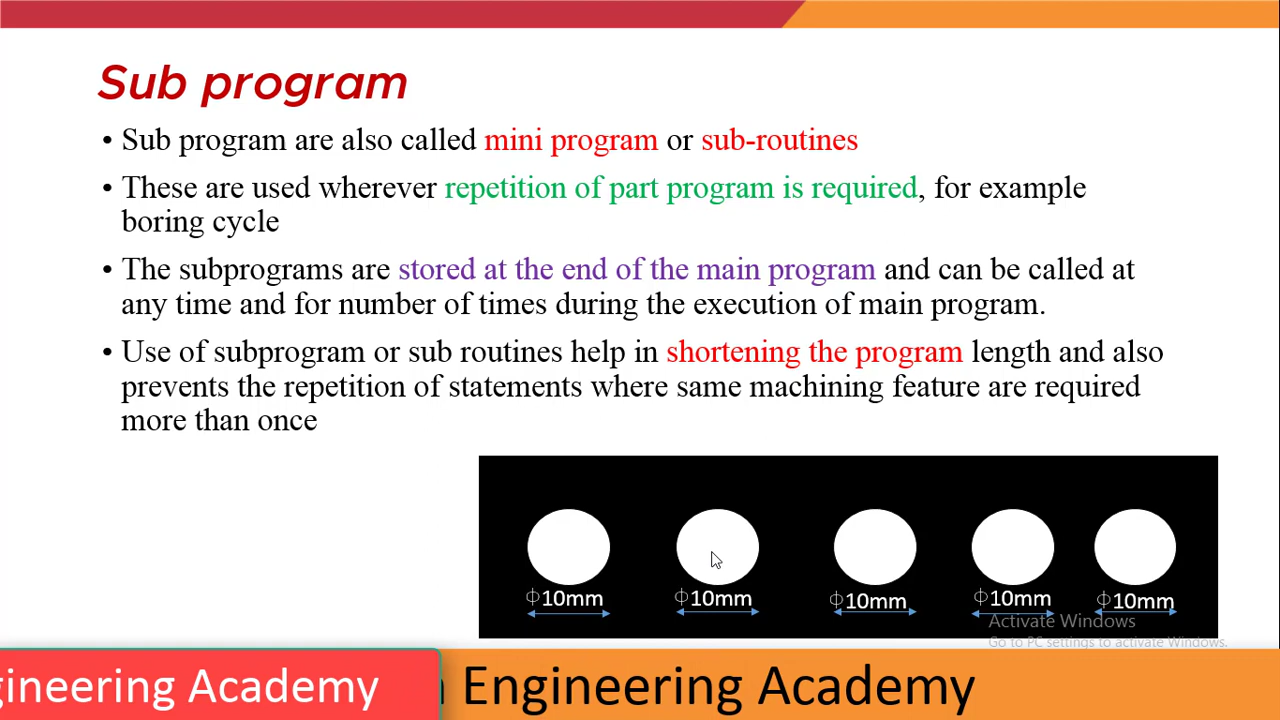 Sub program
• Sub program are also called mini program or sub-routines
• These are used wherever repetition of part program is required, for example
boring cycle
• The subprograms are stored at the end of the main program and can be called at
any time and for number of times during the execution of main program.
• Use of subprogram or sub routines help in shortening the program length and also
prevents the repetition of statements where same machining feature are required
more than once
ϕ10mm ϕ10mm ϕ10mm ϕ10mm ϕ10mm
Activate Windows
Go to PC settings to activate Windows.
gineering Academy Engineering Academy